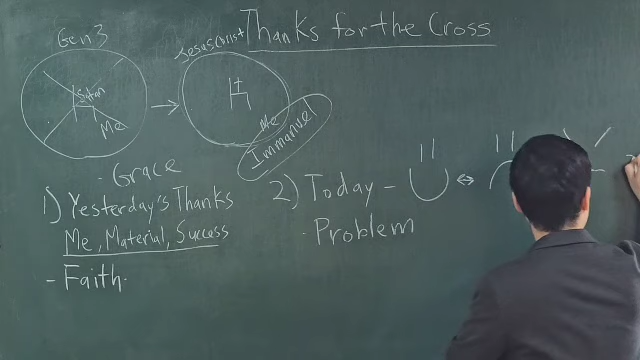 Thanks for the Cross
Gen 3
Satan
Me
Jesus Christ
Me
Immanuel
- Grace
1) Yesterday's Thanks
Me, Material, Success
- Faith.
2) Today -
- Problem